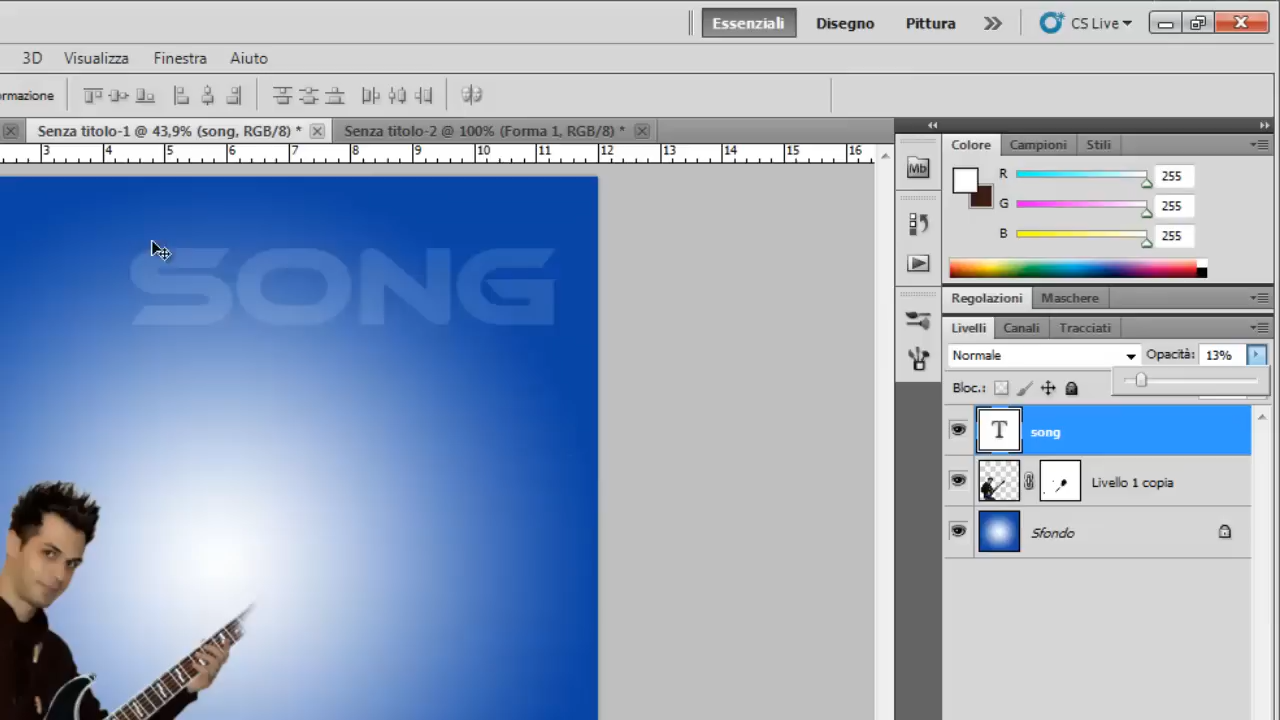 Essenziali Disegno Pittura CS Live
3D Visualizza Finestra Aiuto
rmazione
Senza titolo-1 @ 43,9% (song, RGB/8) * Senza titolo-2 @ 100% (Forma 1, RGB/8) *
3 4 5 6 7 8 9 10 11 12 13 14 15 16
SONG
Mb
Colore Campioni Stili
R 255
G 255
B 255
Regolazioni Maschere
Livelli Canali Tracciati
Normale Opacità: 13%
Bloc.:
T song
Livello 1 copia
Sfondo